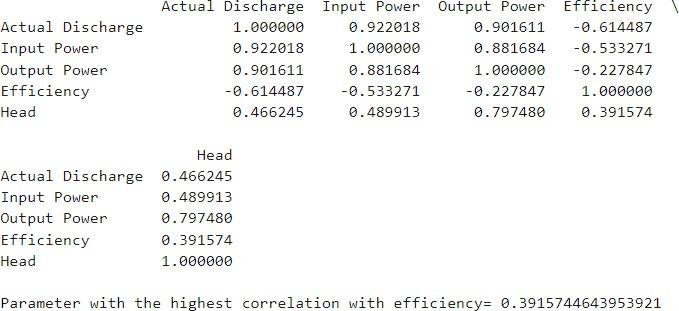 Actual Discharge Input Power Output Power Efficiency \
Actual Discharge 1.000000 0.922018 0.901611 -0.614487
Input Power 0.922018 1.000000 0.881684 -0.533271
Output Power 0.901611 0.881684 1.000000 -0.227847
Efficiency -0.614487 -0.533271 -0.227847 1.000000
Head 0.466245 0.489913 0.797480 0.391574
Head
Actual Discharge 0.466245
Input Power 0.489913
Output Power 0.797480
Efficiency 0.391574
Head 1.000000
Parameter with the highest correlation with efficiency= 0.3915744643953921